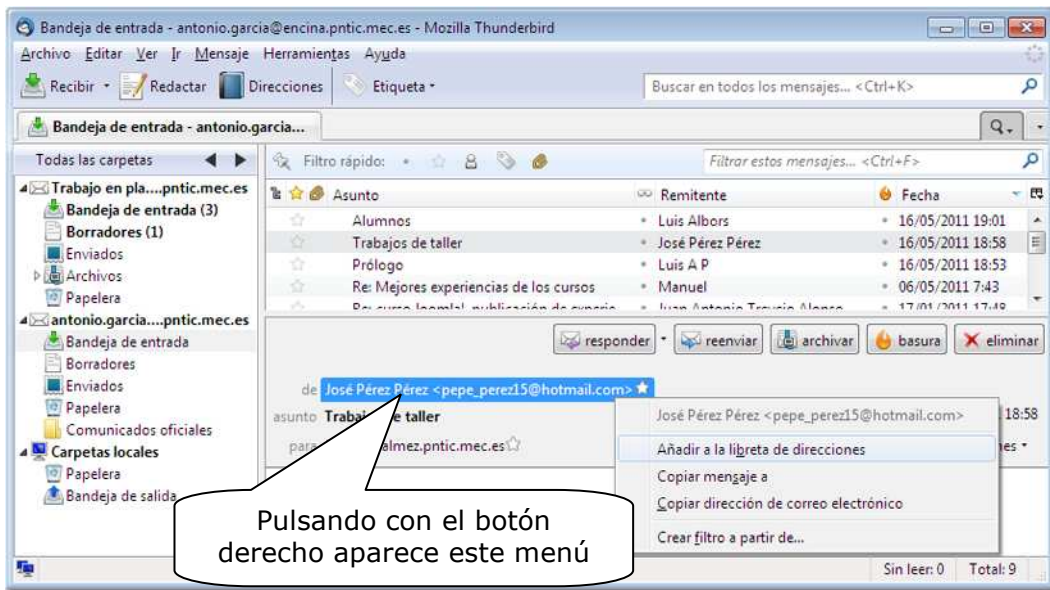 Bandeja de entrada - antonio.garcia@encina.pntic.mec.es - Mozilla Thunderbird
Archivo Editar Ver Ir Mensaje Herramientas Ayuda
Recibir Redactar Direcciones Etiqueta Buscar en todos los mensajes... <Ctrl+K>
Bandeja de entrada - antonio.garcia...
Todas las carpetas Filtro rápido: Filtrar estos mensajes... <Ctrl+F>
Trabajo en pla....pntic.mec.es
Bandeja de entrada (3)
Borradores (1)
Enviados
Archivos
Papelera
antonio.garcia....pntic.mec.es
Bandeja de entrada
Borradores
Enviados
Papelera
Comunicados oficiales
Carpetas locales
Papelera
Bandeja de salida
Asunto Remitente Fecha
Alumnos Luis Albors 16/05/2011 19:01
Trabajos de taller José Pérez Pérez 16/05/2011 18:58
Prólogo Luis A P 16/05/2011 18:53
Re: Mejores experiencias de los cursos Manuel 06/05/2011 7:43
responder reenviar archivar basura eliminar
de José Pérez Pérez <pepe_perez15@hotmail.com>
asunto e taller 18:58
almez.pntic.mec.es
José Pérez Pérez <pepe_perez15@hotmail.com>
Añadir a la libreta de direcciones
Copiar mensaje a
Copiar dirección de correo electrónico
Crear filtro a partir de...
Pulsando con el botón
derecho aparece este menú
Sin leer: 0 Total: 9